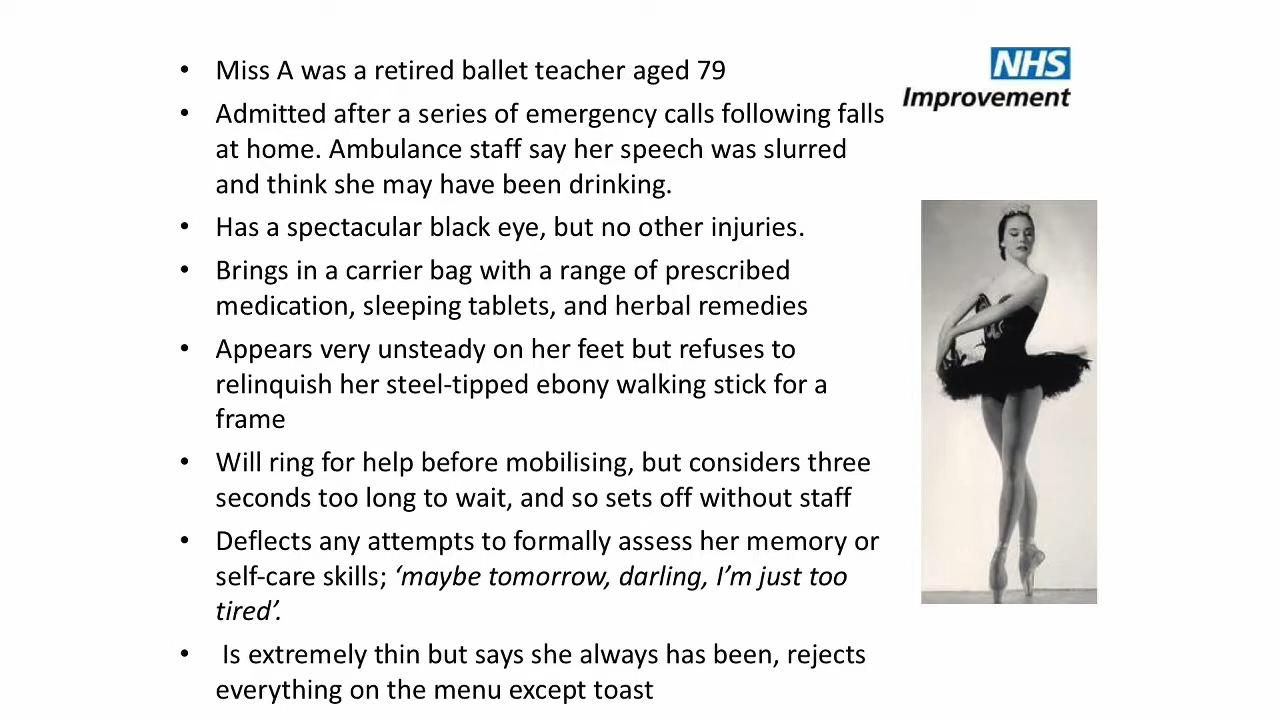 • Miss A was a retired ballet teacher aged 79
• Admitted after a series of emergency calls following falls
at home. Ambulance staff say her speech was slurred
and think she may have been drinking.
• Has a spectacular black eye, but no other injuries.
• Brings in a carrier bag with a range of prescribed
medication, sleeping tablets, and herbal remedies
• Appears very unsteady on her feet but refuses to
relinquish her steel-tipped ebony walking stick for a
frame
• Will ring for help before mobilising, but considers three
seconds too long to wait, and so sets off without staff
• Deflects any attempts to formally assess her memory or
self-care skills; ‘maybe tomorrow, darling, I’m just too
tired’.
• Is extremely thin but says she always has been, rejects
everything on the menu except toast
NHS
Improvement